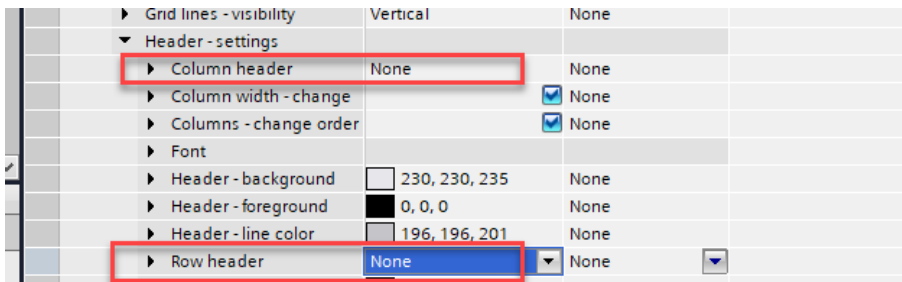 Grid lines - visibility Vertical None
Header - settings
Column header None None
Column width - change None
Columns - change order None
Font
Header - background 230, 230, 235 None
Header - foreground 0, 0, 0 None
Header - line color 196, 196, 201 None
Row header None None